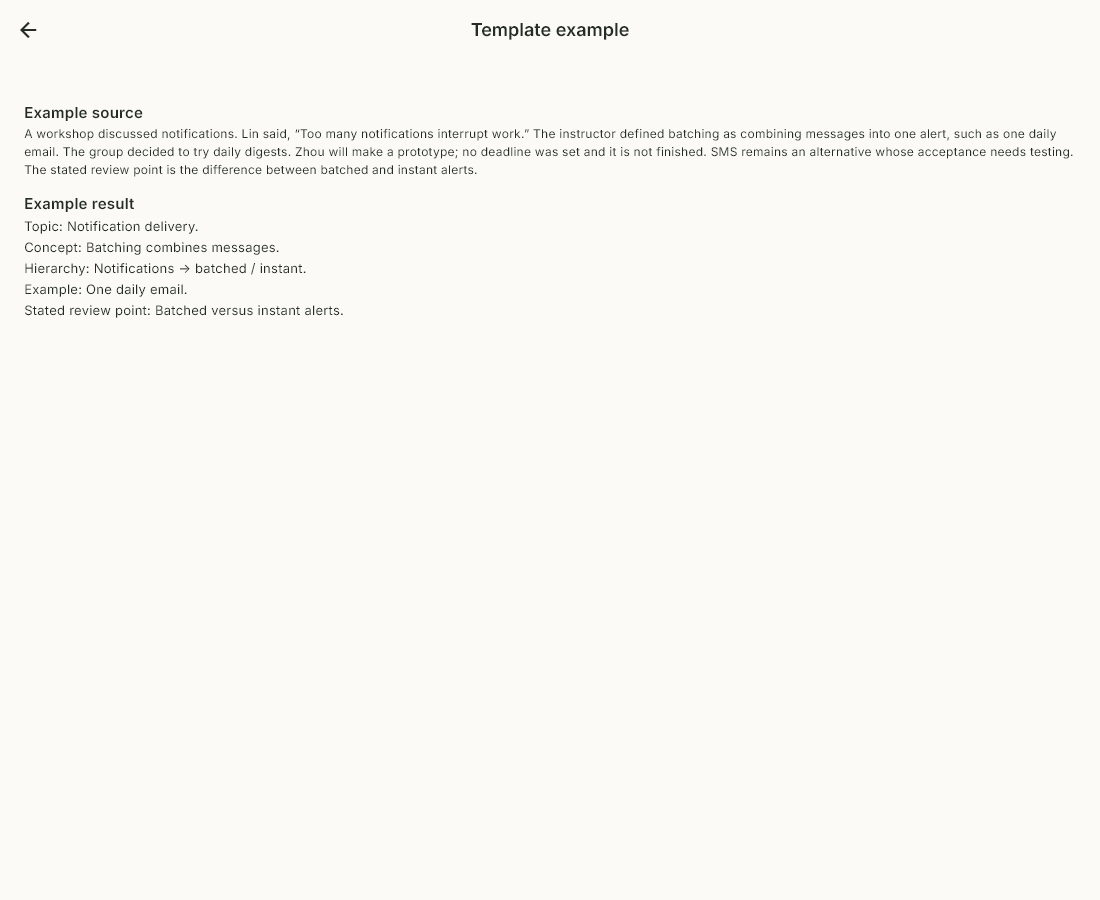 Template example
Example source
A workshop discussed notifications. Lin said, “Too many notifications interrupt work.” The instructor defined batching as combining messages into one alert, such as one daily
email. The group decided to try daily digests. Zhou will make a prototype; no deadline was set and it is not finished. SMS remains an alternative whose acceptance needs testing.
The stated review point is the difference between batched and instant alerts.
Example result
Topic: Notification delivery.
Concept: Batching combines messages.
Hierarchy: Notifications → batched / instant.
Example: One daily email.
Stated review point: Batched versus instant alerts.